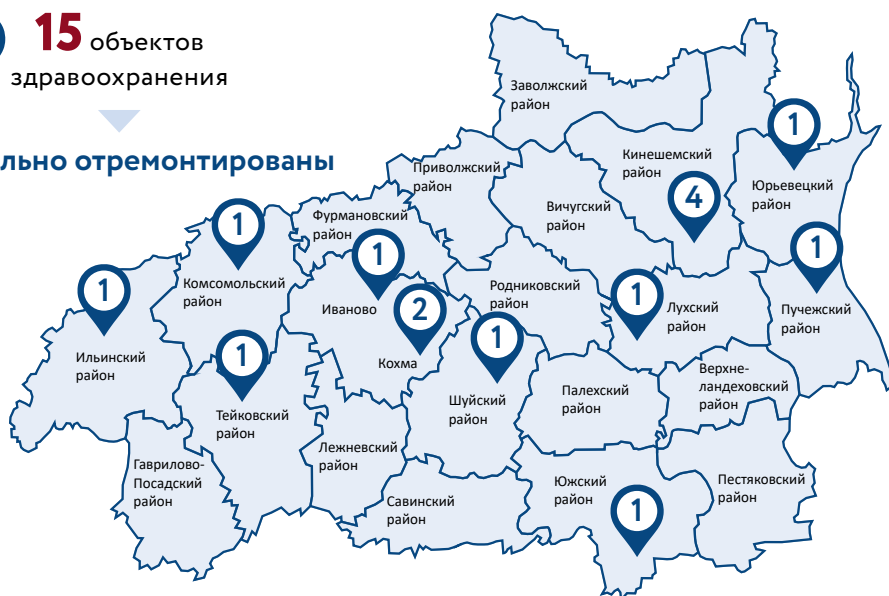 15 объектов
здравоохранения
льно отремонтированы
Заволжский
район
1
Кинешемский
район
Приволжский
район
Юрьевецкий
район
4
Вичугский
район
1
Фурмановский
район
1
1
Комсомольский
район
1
Родниковский
район
1
Лухский
район
Пучежский
район
Иваново
2
1
Ильинский
район
1
Кохма
Шуйский
район
Палехский
район
Верхне-
ландеховский
район
Тейковский
район
Лежневский
район
Гаврилово-
Посадский
район
Савинский
район
Южский
район
1
Пестяковский
район